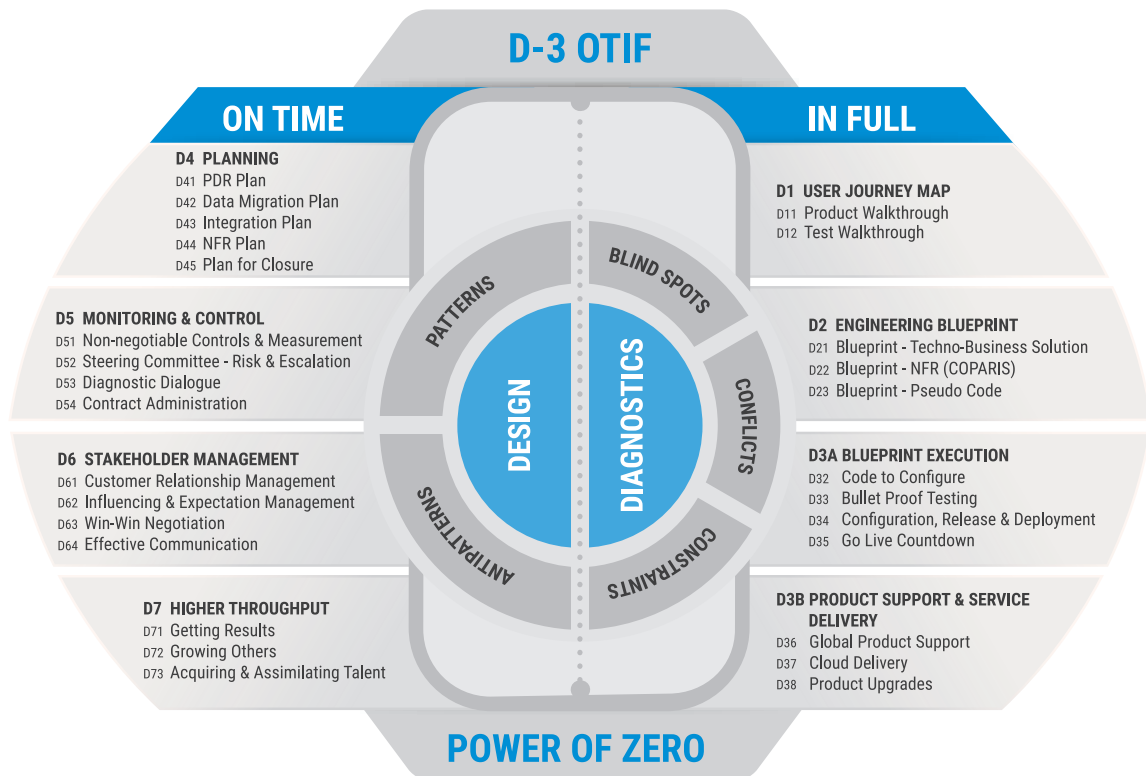 D-3 OTIF
ON TIME
D4 PLANNING
D41 PDR Plan
D42 Data Migration Plan
D43 Integration Plan
D44 NFR Plan
D45 Plan for Closure
D5 MONITORING & CONTROL
D51 Non-negotiable Controls & Measurement
D52 Steering Committee - Risk & Escalation
D53 Diagnostic Dialogue
D54 Contract Administration
D6 STAKEHOLDER MANAGEMENT
D61 Customer Relationship Management
D62 Influencing & Expectation Management
D63 Win-Win Negotiation
D64 Effective Communication
D7 HIGHER THROUGHPUT
D71 Getting Results
D72 Growing Others
D73 Acquiring & Assimilating Talent
PATTERNS
ANTIPATTERNS
DESIGN
DIAGNOSTICS
BLIND SPOTS
CONFLICTS
CONSTRAINTS
IN FULL
D1 USER JOURNEY MAP
D11 Product Walkthrough
D12 Test Walkthrough
D2 ENGINEERING BLUEPRINT
D21 Blueprint - Techno-Business Solution
D22 Blueprint - NFR (COPARIS)
D23 Blueprint - Pseudo Code
D3A BLUEPRINT EXECUTION
D32 Code to Configure
D33 Bullet Proof Testing
D34 Configuration, Release & Deployment
D35 Go Live Countdown
D3B PRODUCT SUPPORT & SERVICE
DELIVERY
D36 Global Product Support
D37 Cloud Delivery
D38 Product Upgrades
POWER OF ZERO